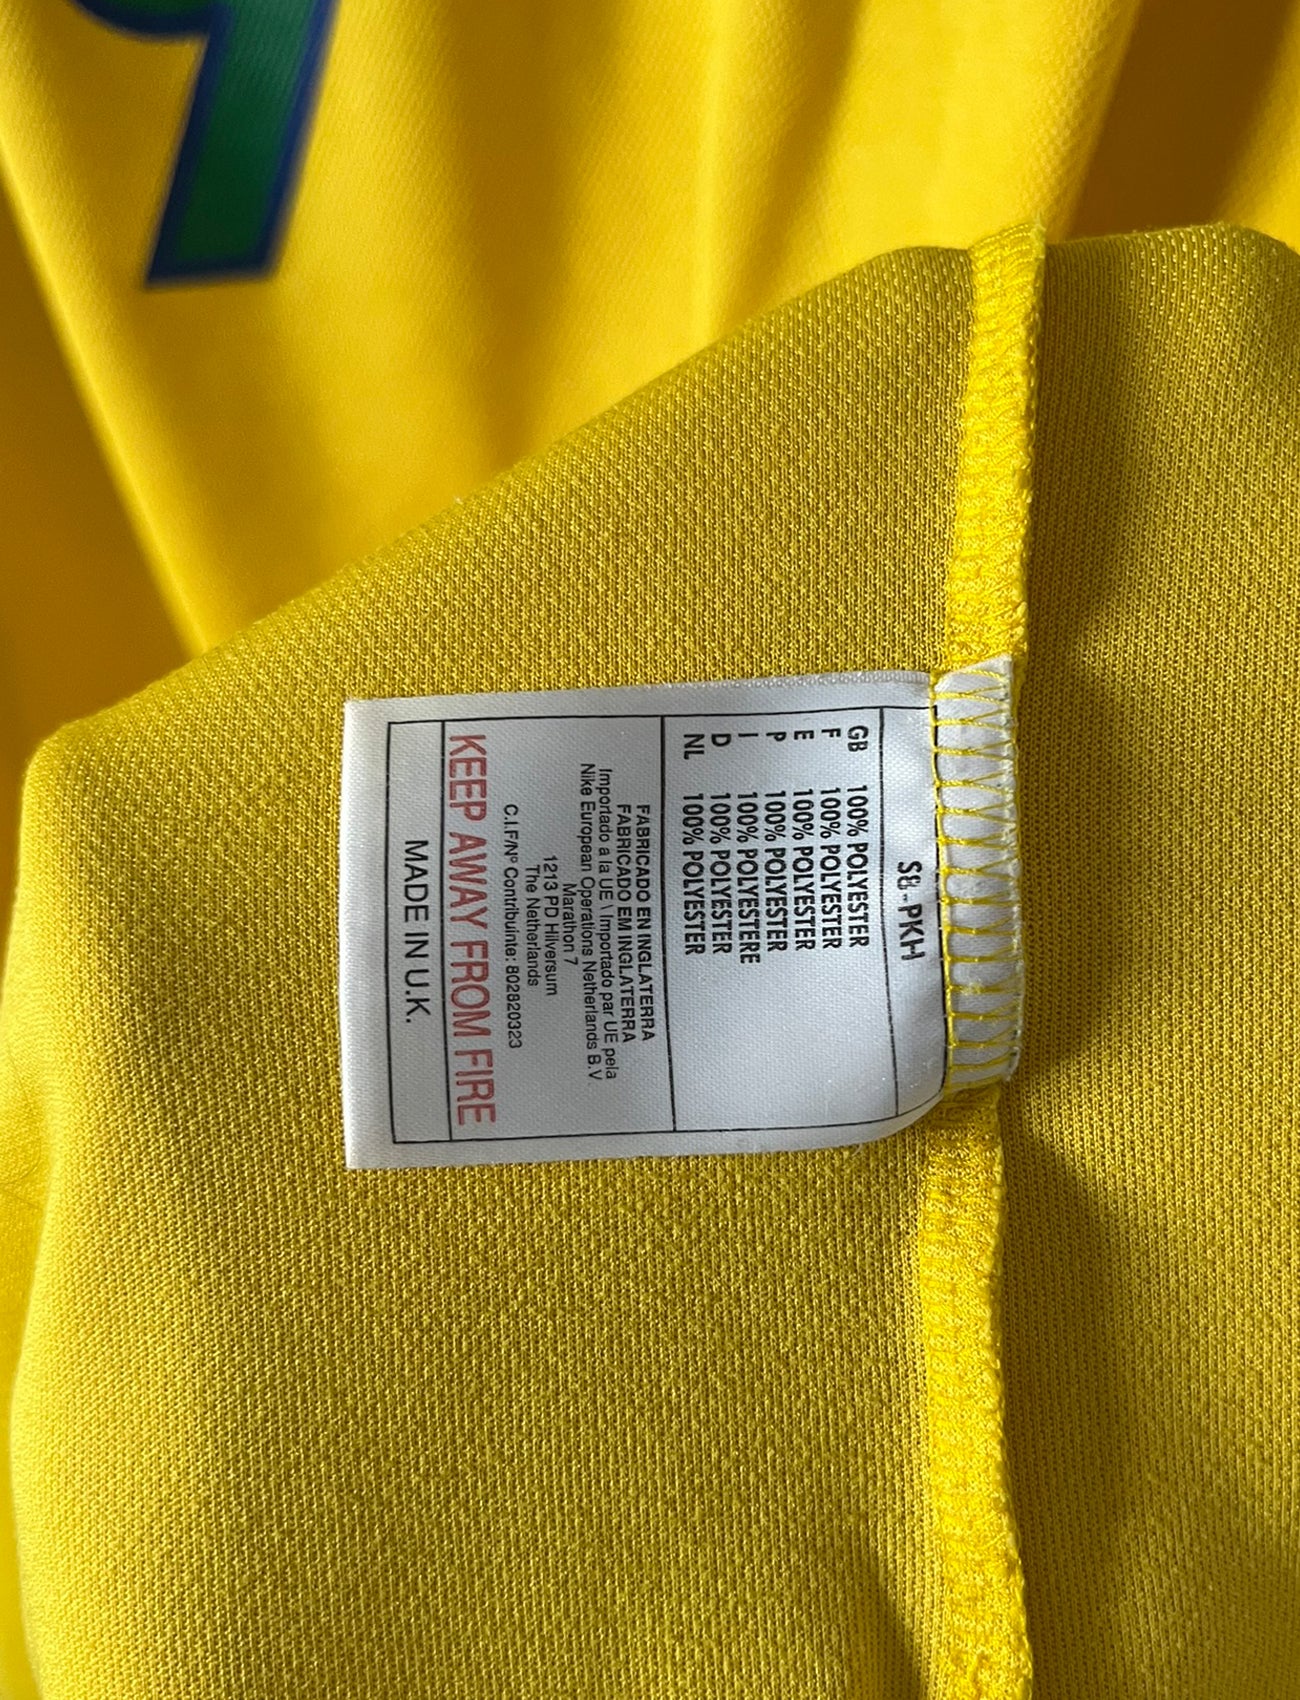 S8-PKH
GB 100% POLYESTER
F 100% POLYESTER
E 100% POLYESTER
P 100% POLYESTER
I 100% POLYESTERE
D 100% POLYESTER
NL 100% POLYESTER
FABRICADO EN INGLATERRA
FABRICADO EM INGLATERRA
Importado a la UE \ Importado par UE pela
Nike European Operations Netherlands B.V
Marathon 7
1213 PD Hilversum
The Netherlands
C.I.F/Nº Contribuinte: 802820323
KEEP AWAY FROM FIRE
MADE IN U.K.